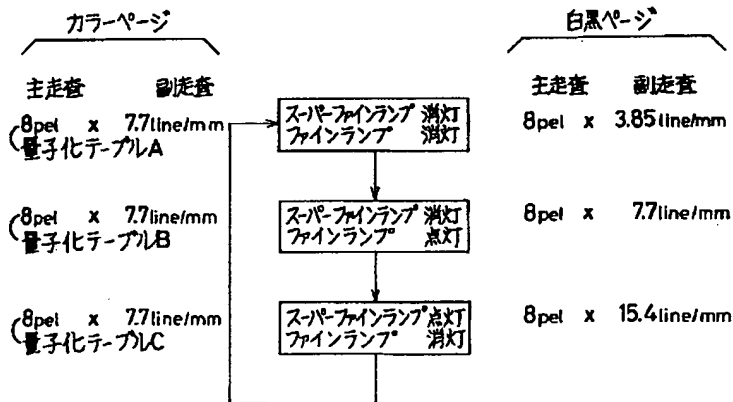 カラーページ
白黒ページ
主走査 副走査
主走査 副走査
8pel x 7.7line/mm
量子化テーブルA
スーパーファインランプ 消灯
ファインランプ 消灯
8pel x 3.85line/mm
8pel x 7.7line/mm
量子化テーブルB
スーパーファインランプ 消灯
ファインランプ 点灯
8pel x 7.7line/mm
8pel x 7.7line/mm
量子化テーブルC
スーパーファインランプ 点灯
ファインランプ 消灯
8pel x 15.4line/mm